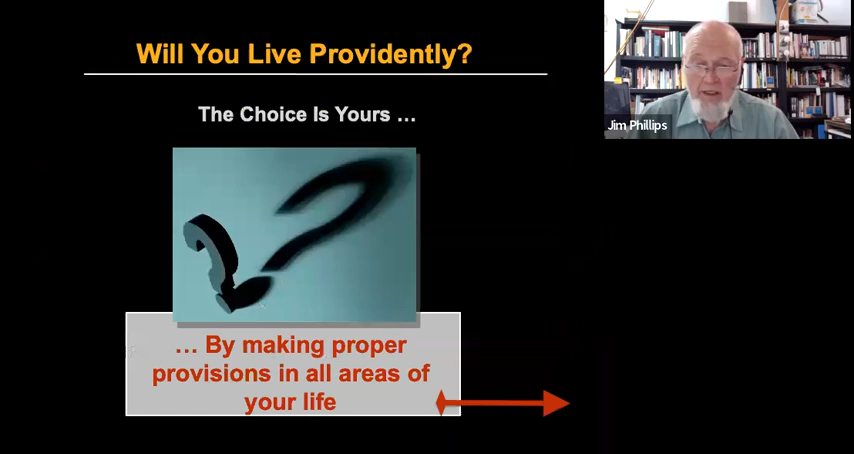 Will You Live Providently?
The Choice Is Yours …
… By making proper
provisions in all areas of
your life
Jim Phillips